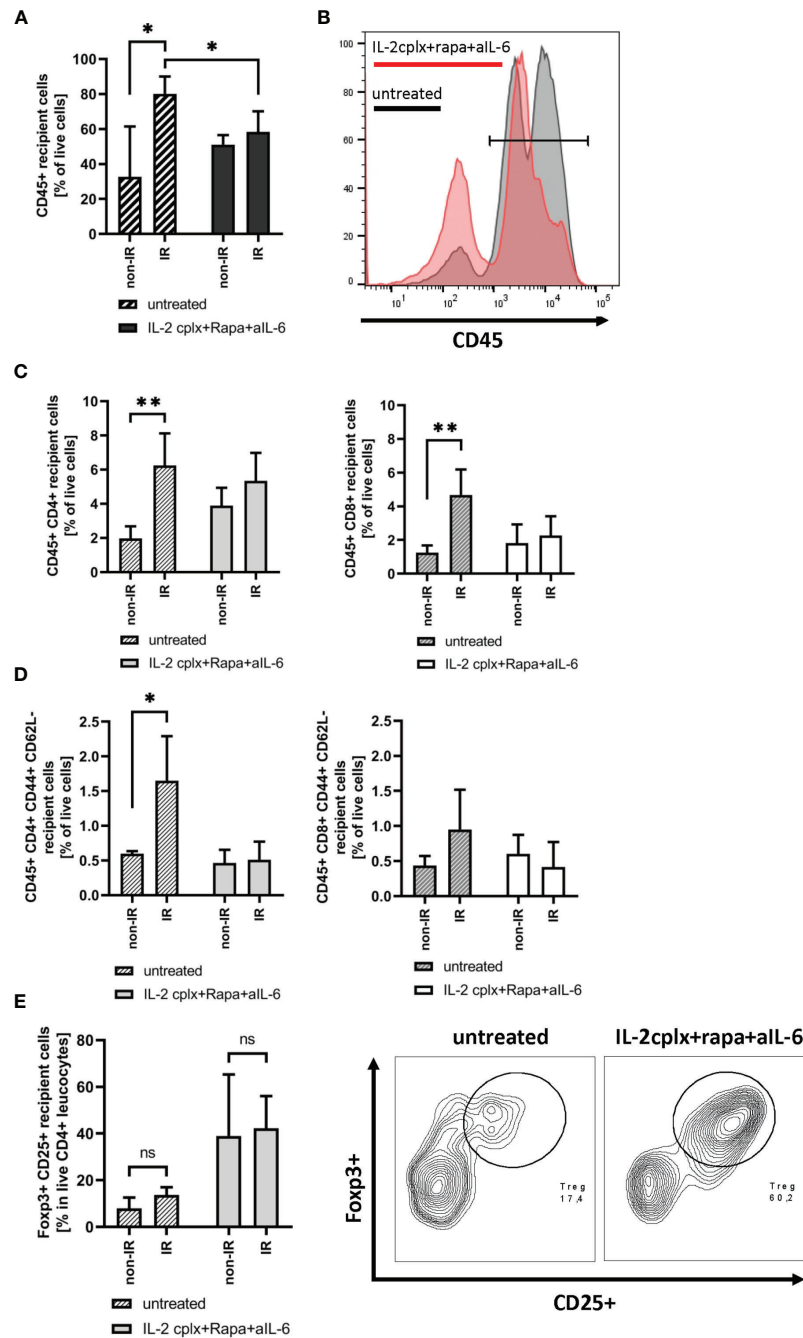 A
CD45+ recipient cells
[% of live cells]
100
80
60
40
20
0
*
*
non-IR
IR
non-IR
IR
untreated
IL-2 cplx+Rapa+aIL-6
B
IL-2cplx+rapa+aIL-6
untreated
100
80
60
40
20
0
10^1
10^2
10^3
10^4
10^5
CD45
C
CD45+ CD4+ recipient cells
[% of live cells]
10
8
6
4
2
0
**
non-IR
IR
non-IR
IR
untreated
IL-2 cplx+Rapa+aIL-6
CD45+ CD8+ recipient cells
[% of live cells]
10
8
6
4
2
0
**
non-IR
IR
non-IR
IR
untreated
IL-2 cplx+Rapa+aIL-6
D
CD45+ CD4+ CD44+ CD62L-
recipient cells
[% of live cells]
2.5
2.0
1.5
1.0
0.5
0.0
*
non-IR
IR
non-IR
IR
untreated
IL-2 cplx+Rapa+aIL-6
CD45+ CD8+ CD44+ CD62L-
recipient cells
[% of live cells]
2.5
2.0
1.5
1.0
0.5
0.0
non-IR
IR
non-IR
IR
untreated
IL-2 cplx+Rapa+aIL-6
E
Foxp3+ CD25+ recipient cells
[% in live CD4+ leucocytes]
80
60
40
20
0
ns
ns
non-IR
IR
non-IR
IR
untreated
IL-2 cplx+Rapa+aIL-6
untreated
IL-2cplx+rapa+aIL-6
Foxp3+
Treg
17,4
Treg
60,2
CD25+